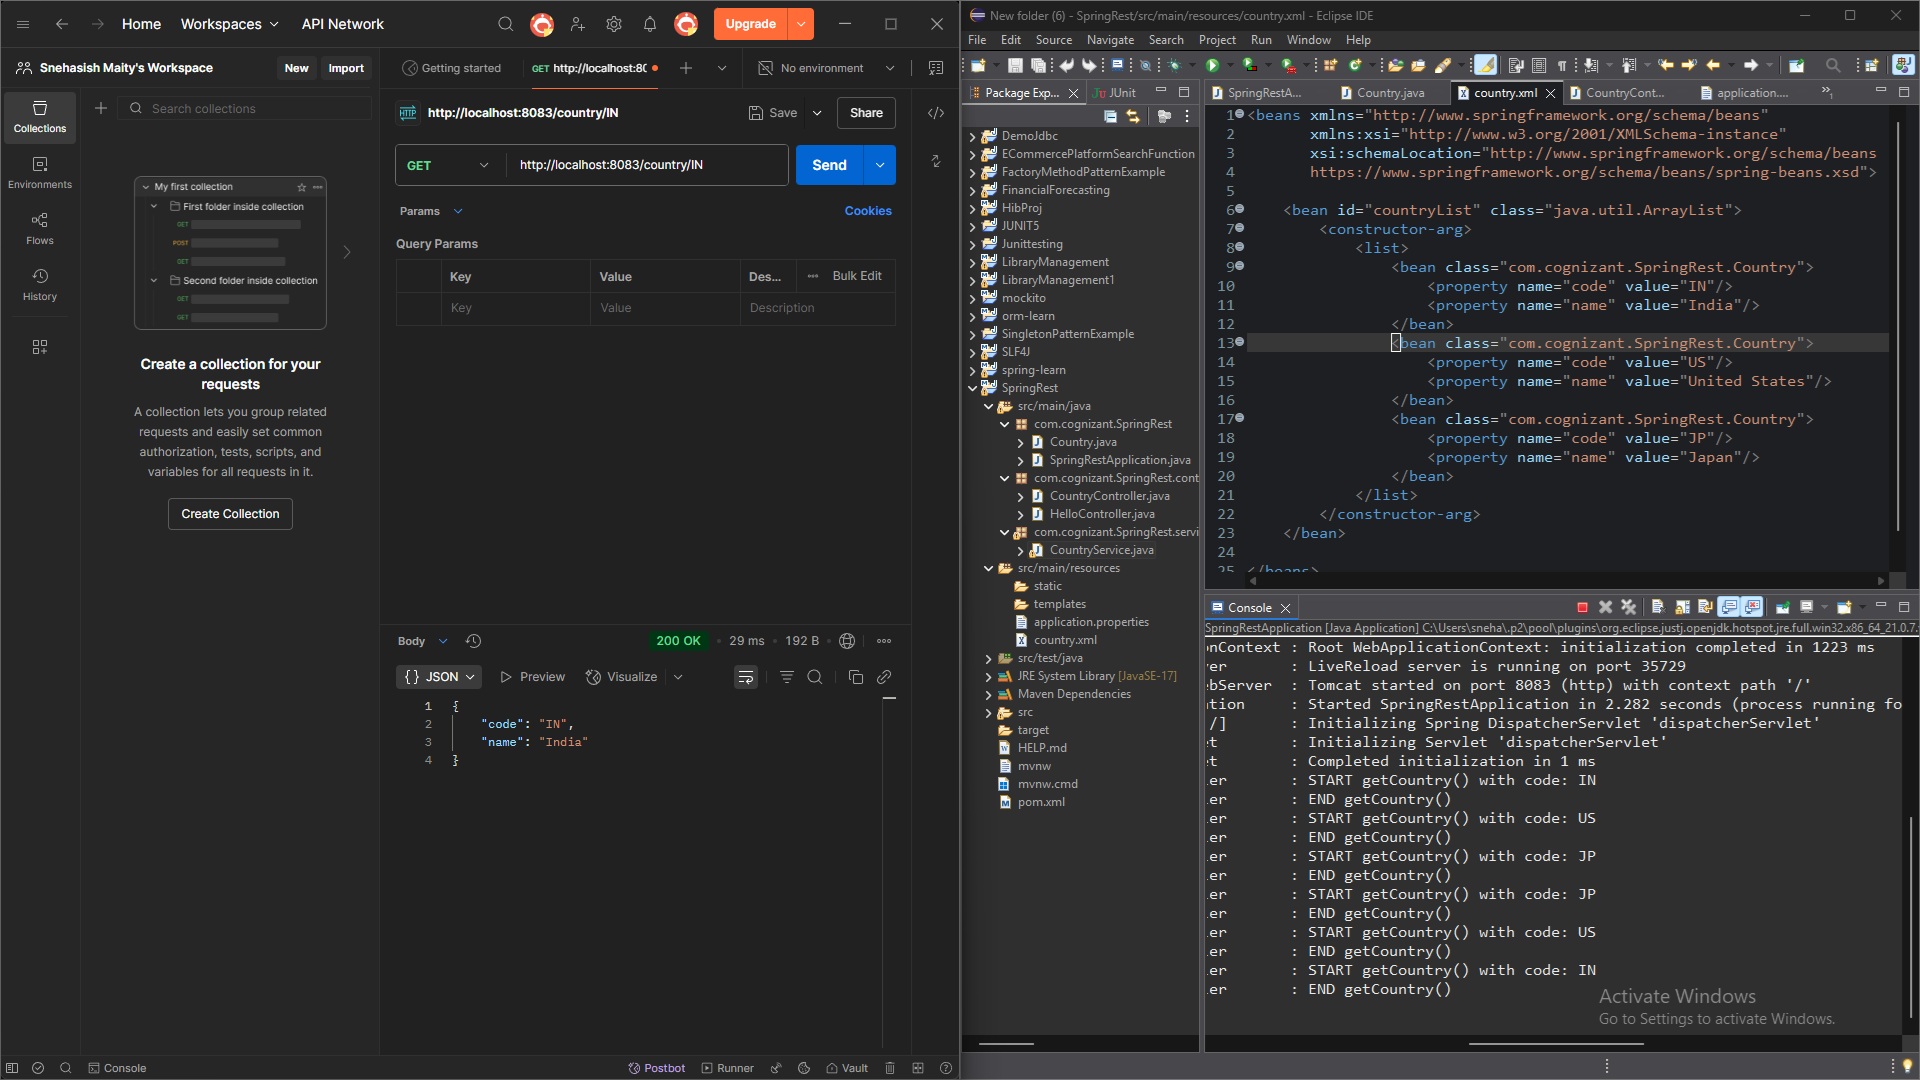 Home
Workspaces
API Network
Upgrade
Snehasish Maity's Workspace
New
Import
Getting started
GET http://localhost:80
No environment
Collections
Environments
Flows
History
Search collections
My first collection
First folder inside collection
GET
POST
GET
Second folder inside collection
GET
GET
Create a collection for your
requests
A collection lets you group related
requests and easily set common
authorization, tests, scripts, and
variables for all requests in it.
Create Collection
HTTP
http://localhost:8083/country/IN
Save
Share
GET
http://localhost:8083/country/IN
Send
Params
Cookies
Query Params
Key
Value
Des...
Bulk Edit
Key
Value
Description
Body
200 OK
29 ms
192 B
{} JSON
Preview
Visualize
1 {
2 "code": "IN",
3 "name": "India"
4 }
Console
Postbot
Runner
Vault
New folder (6) - SpringRest/src/main/resources/country.xml - Eclipse IDE
File Edit Source Navigate Search Project Run Window Help
Package Exp...
JUnit
DemoJdbc
ECommercePlatformSearchFunction
FactoryMethodPatternExample
FinancialForecasting
HibProj
JUNIT5
Junittesting
LibraryManagement
LibraryManagement1
mockito
orm-learn
SingletonPatternExample
SLF4J
spring-learn
SpringRest
src/main/java
com.cognizant.SpringRest
Country.java
SpringRestApplication.java
com.cognizant.SpringRest.cont
CountryController.java
HelloController.java
com.cognizant.SpringRest.servi
CountryService.java
src/main/resources
static
templates
application.properties
country.xml
src/test/java
JRE System Library [JavaSE-17]
Maven Dependencies
src
target
HELP.md
mvnw
mvnw.cmd
pom.xml
SpringRestA...
Country.java
country.xml
CountryCont...
application....
1 <beans xmlns="http://www.springframework.org/schema/beans"
2 xmlns:xsi="http://www.w3.org/2001/XMLSchema-instance"
3 xsi:schemaLocation="http://www.springframework.org/schema/beans
4 https://www.springframework.org/schema/beans/spring-beans.xsd">
5
6 <bean id="countryList" class="java.util.ArrayList">
7 <constructor-arg>
8 <list>
9 <bean class="com.cognizant.SpringRest.Country">
10 <property name="code" value="IN"/>
11 <property name="name" value="India"/>
12 </bean>
13 <bean class="com.cognizant.SpringRest.Country">
14 <property name="code" value="US"/>
15 <property name="name" value="United States"/>
16 </bean>
17 <bean class="com.cognizant.SpringRest.Country">
18 <property name="code" value="JP"/>
19 <property name="name" value="Japan"/>
20 </bean>
21 </list>
22 </constructor-arg>
23 </bean>
24
25 </beans>
Console
SpringRestApplication [Java Application] C:\Users\sneha\.p2\pool\plugins\org.eclipse.justj.openjdk.hotspot.jre.full.win32.x86_64_21.0.7.
onContext : Root WebApplicationContext: initialization completed in 1223 ms
ver : LiveReload server is running on port 35729
ebServer : Tomcat started on port 8083 (http) with context path '/'
ation : Started SpringRestApplication in 2.282 seconds (process running fo
/] : Initializing Spring DispatcherServlet 'dispatcherServlet'
et : Initializing Servlet 'dispatcherServlet'
et : Completed initialization in 1 ms
ler : START getCountry() with code: IN
ler : END getCountry()
ler : START getCountry() with code: US
ler : END getCountry()
ler : START getCountry() with code: JP
ler : END getCountry()
ler : START getCountry() with code: JP
ler : END getCountry()
ler : START getCountry() with code: US
ler : END getCountry()
ler : START getCountry() with code: IN
ler : END getCountry()
Activate Windows
Go to Settings to activate Windows.